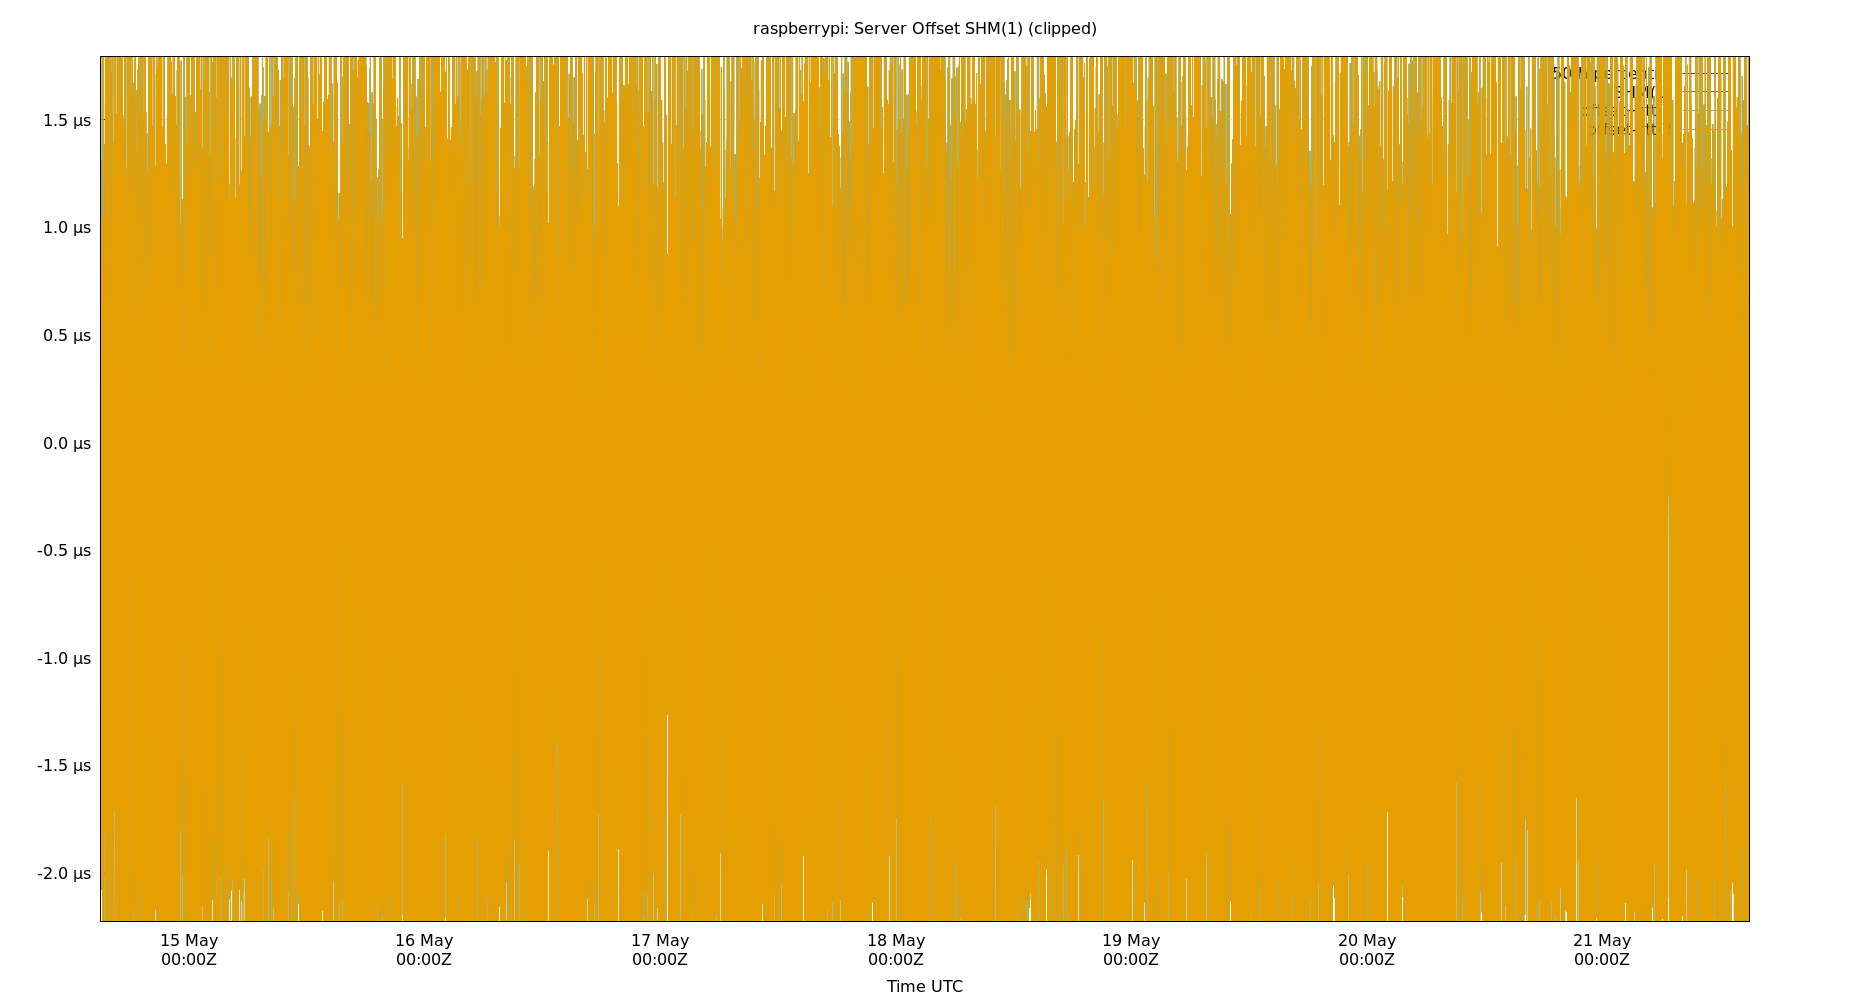 raspberrypi: Server Offset SHM(1) (clipped)
1.5 µs
1.0 µs
0.5 µs
0.0 µs
-0.5 µs
-1.0 µs
-1.5 µs
-2.0 µs
15 May
00:00Z
16 May
00:00Z
17 May
00:00Z
18 May
00:00Z
19 May
00:00Z
20 May
00:00Z
21 May
00:00Z
Time UTC